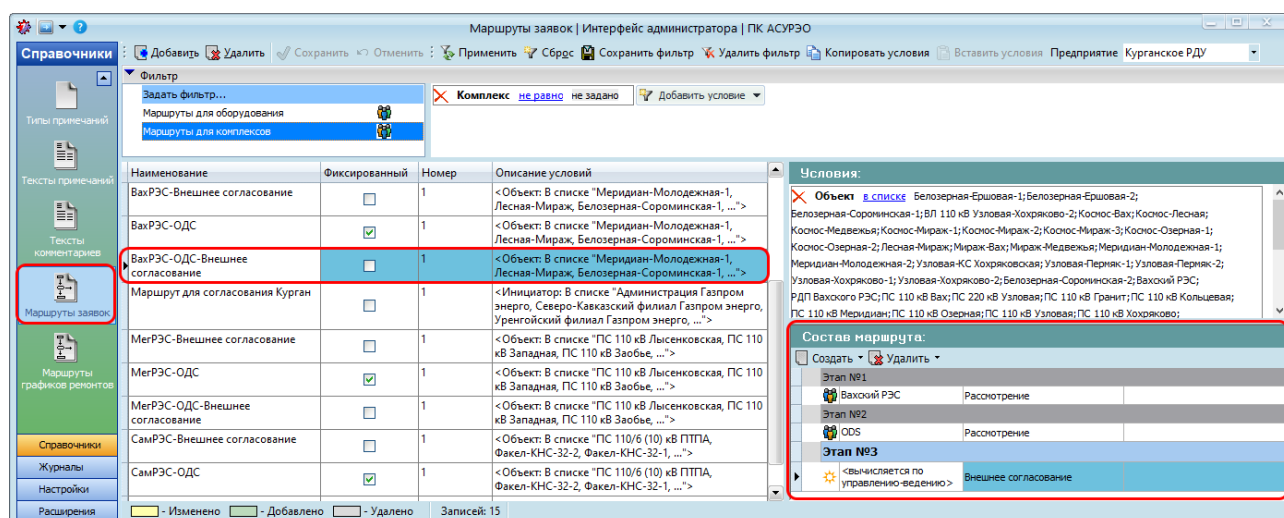 Маршруты заявок | Интерфейс администратора | ПК АСУРЭО
Справочники
Добавить Удалить Сохранить Отменить Применить Сброс Сохранить фильтр Удалить фильтр Копировать условия Вставить условия Предприятие Курганское РДУ
Типы примечаний
Тексты примечаний
Тексты
комментариев
Маршруты заявок
Маршруты
графиков ремонтов
Справочники
Журналы
Настройки
Расширения
Фильтр
Задать фильтр...
Маршруты для оборудования
Маршруты для комплексов
Комплекс не равно не задано Добавить условие
Наименование Фиксированный Номер Описание условий
ВахРЭС-Внешнее согласование 1 <Объект: В списке "Меридиан-Молодежная-1,
Лесная-Мираж, Белозерная-Сороминская-1, ...">
ВахРЭС-ОДС 1 <Объект: В списке "Меридиан-Молодежная-1,
Лесная-Мираж, Белозерная-Сороминская-1, ...">
ВахРЭС-ОДС-Внешнее
согласование 1 <Объект: В списке "Меридиан-Молодежная-1,
Лесная-Мираж, Белозерная-Сороминская-1, ...">
Маршрут для согласования Курган 1 <Инициатор: В списке "Администрация Газпром
энерго, Северо-Кавказский филиал Газпром энерго,
Уренгойский филиал Газпром энерго, ...">
МегРЭС-Внешнее согласование 1 <Объект: В списке "ПС 110 кВ Лысенковская, ПС 110
кВ Западная, ПС 110 кВ Заобье, ...">
МегРЭС-ОДС 1 <Объект: В списке "ПС 110 кВ Лысенковская, ПС 110
кВ Западная, ПС 110 кВ Заобье, ...">
МегРЭС-ОДС-Внешнее
согласование 1 <Объект: В списке "ПС 110 кВ Лысенковская, ПС 110
кВ Западная, ПС 110 кВ Заобье, ...">
СамРЭС-Внешнее согласование 1 <Объект: В списке "ПС 110/6 (10) кВ ПТПА,
Факел-КНС-32-2, Факел-КНС-32-1, ...">
СамРЭС-ОДС 1 <Объект: В списке "ПС 110/6 (10) кВ ПТПА,
Факел-КНС-32-2, Факел-КНС-32-1, ...">
- Изменено - Добавлено - Удалено Записей: 15
Условия:
Объект в списке Белозерная-Ершовая-1;Белозерная-Ершовая-2;
Белозерная-Сороминская-1;ВЛ 110 кВ Узловая-Хохряково-2;Космос-Вах;Космос-Лесная;
Космос-Медвежья;Космос-Мираж-1;Космос-Мираж-2;Космос-Мираж-3;Космос-Озерная-1;
Космос-Озерная-2;Лесная-Мираж;Мираж-Вах;Мираж-Медвежья;Меридиан-Молодежная-1;
Меридиан-Молодежная-2;Узловая-КС Хохряковская;Узловая-Пермяк-1;Узловая-Пермяк-2;
Узловая-Хохряково-1;Узловая-Хохряково-2;Белозерная-Сороминская-2;Вахский РЭС;
РДП Вахского РЭС;ПС 110 кВ Вах;ПС 220 кВ Узловая;ПС 110 кВ Гранит;ПС 110 кВ Кольцевая;
ПС 110 кВ Меридиан;ПС 110 кВ Озерная;ПС 110 кВ Узловая;ПС 110 кВ Хохряково;
Состав маршрута:
Создать Удалить
Этап №1
Вахский РЭС Рассмотрение
Этап №2
ODS Рассмотрение
Этап №3
<вычисляется по
управлению-ведению> Внешнее согласование